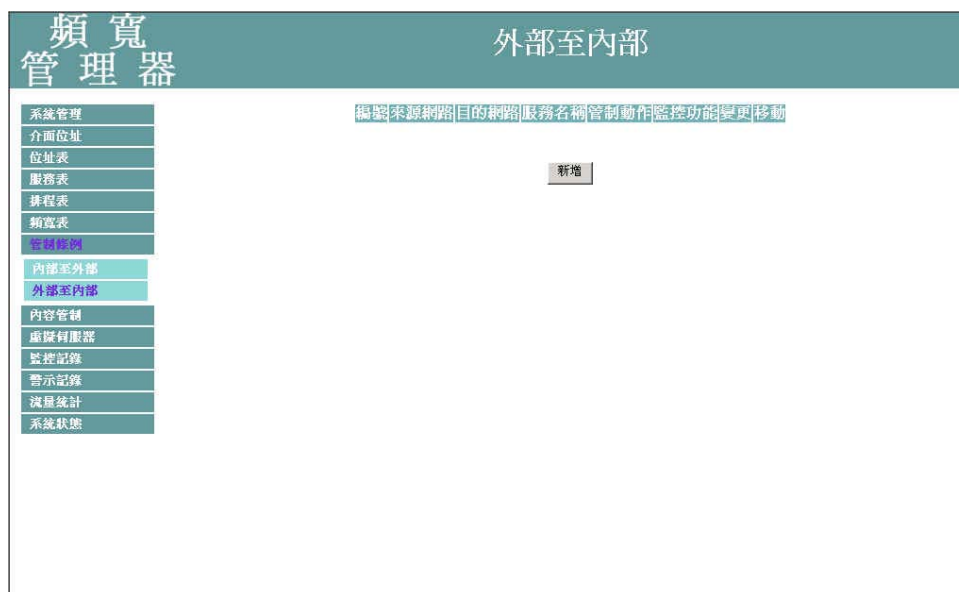 頻寬
管理器
外部至內部
系統管理
介面位址
位址表
服務表
排程表
頻寬表
管制條例
內部至外部
外部至內部
內容管制
虛擬伺服器
監控記錄
警示記錄
流量統計
系統狀態
編號 來源網路 目的網路 服務名稱 管制動作 監控功能 變更 移動
新增